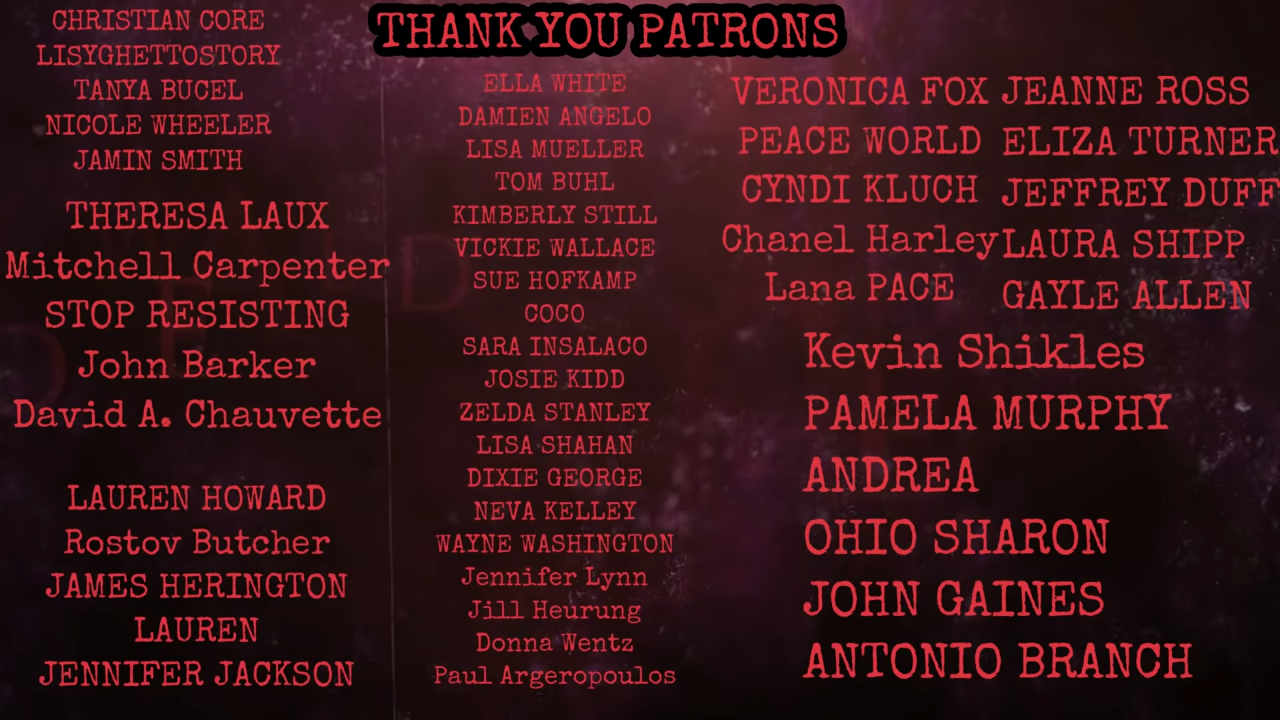 THANK YOU PATRONS
CHRISTIAN CORE
LISYGHETTOSTORY
TANYA BUCEL
NICOLE WHEELER
JAMIN SMITH
THERESA LAUX
Mitchell Carpenter
STOP RESISTING
John Barker
David A. Chauvette
LAUREN HOWARD
Rostov Butcher
JAMES HERINGTON
LAUREN
JENNIFER JACKSON
ELLA WHITE
DAMIEN ANGELO
LISA MUELLER
TOM BUHL
KIMBERLY STILL
VICKIE WALLACE
SUE HOFKAMP
COCO
SARA INSALACO
JOSIE KIDD
ZELDA STANLEY
LISA SHAHAN
DIXIE GEORGE
NEVA KELLEY
WAYNE WASHINGTON
Jennifer Lynn
Jill Heurung
Donna Wentz
Paul Argeropoulos
VERONICA FOX
PEACE WORLD
CYNDI KLUCH
Chanel Harley
Lana PACE
JEANNE ROSS
ELIZA TURNER
JEFFREY DUFF
LAURA SHIPP
GAYLE ALLEN
Kevin Shikles
PAMELA MURPHY
ANDREA
OHIO SHARON
JOHN GAINES
ANTONIO BRANCH